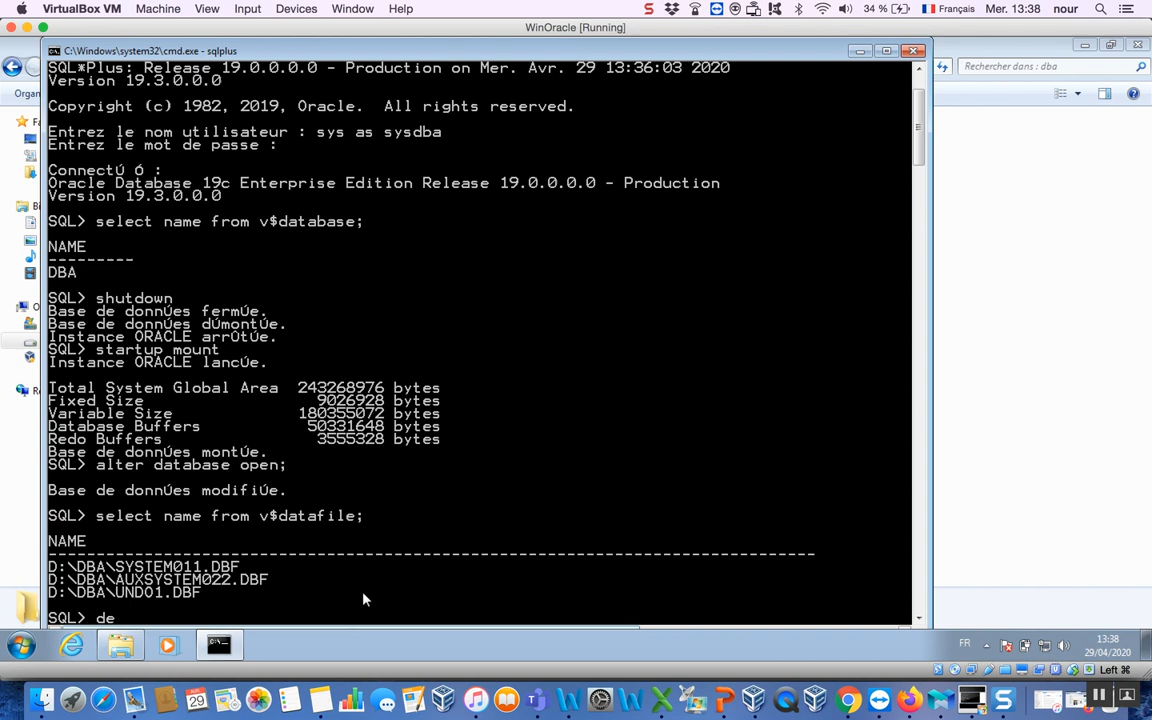 VirtualBox VM Machine View Input Devices Window Help 34 % Français Mer. 13:38 nour
WinOracle [Running]
C:\Windows\system32\cmd.exe - sqlplus
Rechercher dans : dba
Organ
SQL*Plus: Release 19.0.0.0.0 - Production on Mer. Avr. 29 13:36:03 2020
Version 19.3.0.0.0
Copyright (c) 1982, 2019, Oracle. All rights reserved.
Entrez le nom utilisateur : sys as sysdba
Entrez le mot de passe :
Connectú ó :
Oracle Database 19c Enterprise Edition Release 19.0.0.0.0 - Production
Version 19.3.0.0.0
SQL> select name from v$database;
NAME
---------
DBA
SQL> shutdown
Base de donnúes fermúe.
Base de donnúes dúmontúe.
Instance ORACLE arrÛtúe.
SQL> startup mount
Instance ORACLE lancúe.
Total System Global Area 243268976 bytes
Fixed Size 9026928 bytes
Variable Size 180355072 bytes
Database Buffers 50331648 bytes
Redo Buffers 3555328 bytes
Base de donnúes montúe.
SQL> alter database open;
Base de donnúes modifiúe.
SQL> select name from v$datafile;
NAME
--------------------------------------------------------------------------------
D:\DBA\SYSTEM011.DBF
D:\DBA\AUXSYSTEM022.DBF
D:\DBA\UNDO1.DBF
SQL> de
FR 13:38
29/04/2020
Left ⌘